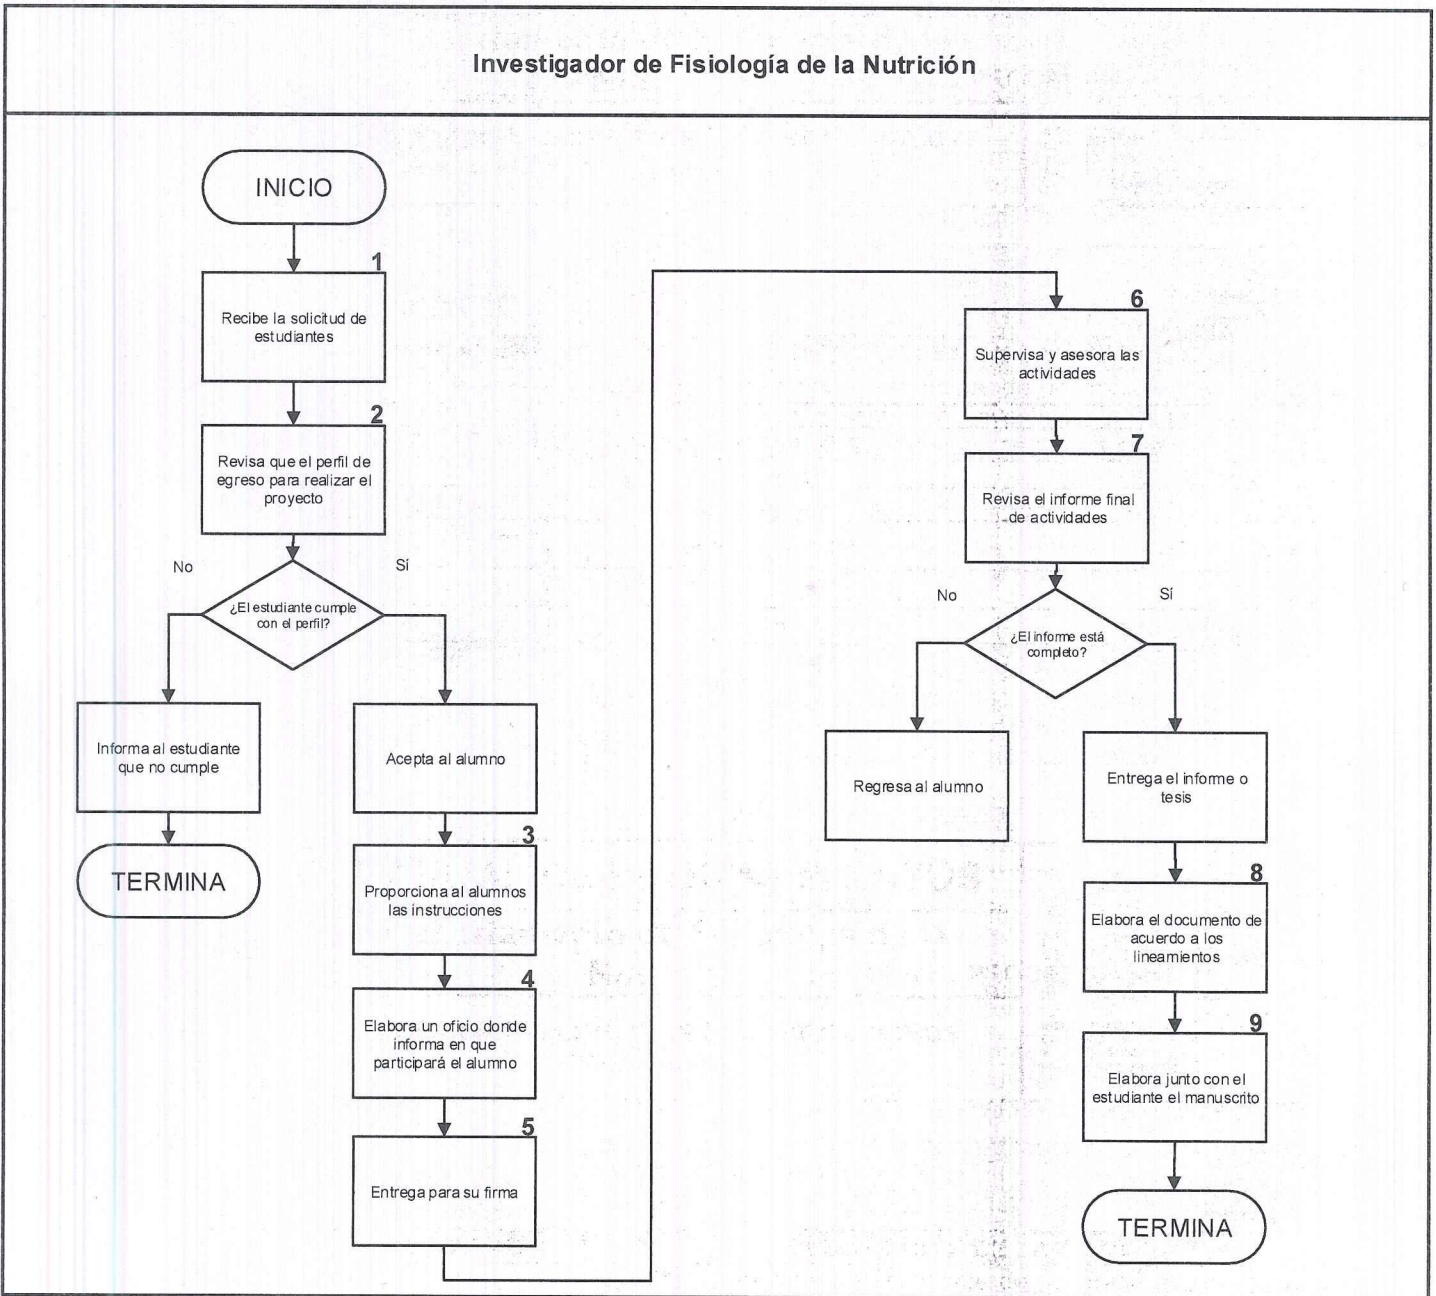 Investigador de Fisiología de la Nutrición
INICIO
1
Recibe la solicitud de
estudiantes
2
Revisa que el perfil de
egreso para realizar el
proyecto
No
Sí
¿El estudiante cumple
con el perfil?
Informa al estudiante
que no cumple
TERMINA
Acepta al alumno
3
Proporciona al alumnos
las instrucciones
4
Elabora un oficio donde
informa en que
participará el alumno
5
Entrega para su firma
6
Supervisa y asesora las
actividades
7
Revisa el informe final
de actividades
No
Sí
¿El informe está
completo?
Regresa al alumno
Entrega el informe o
tesis
8
Elabora el documento de
acuerdo a los
lineamientos
9
Elabora junto con el
estudiante el manuscrito
TERMINA